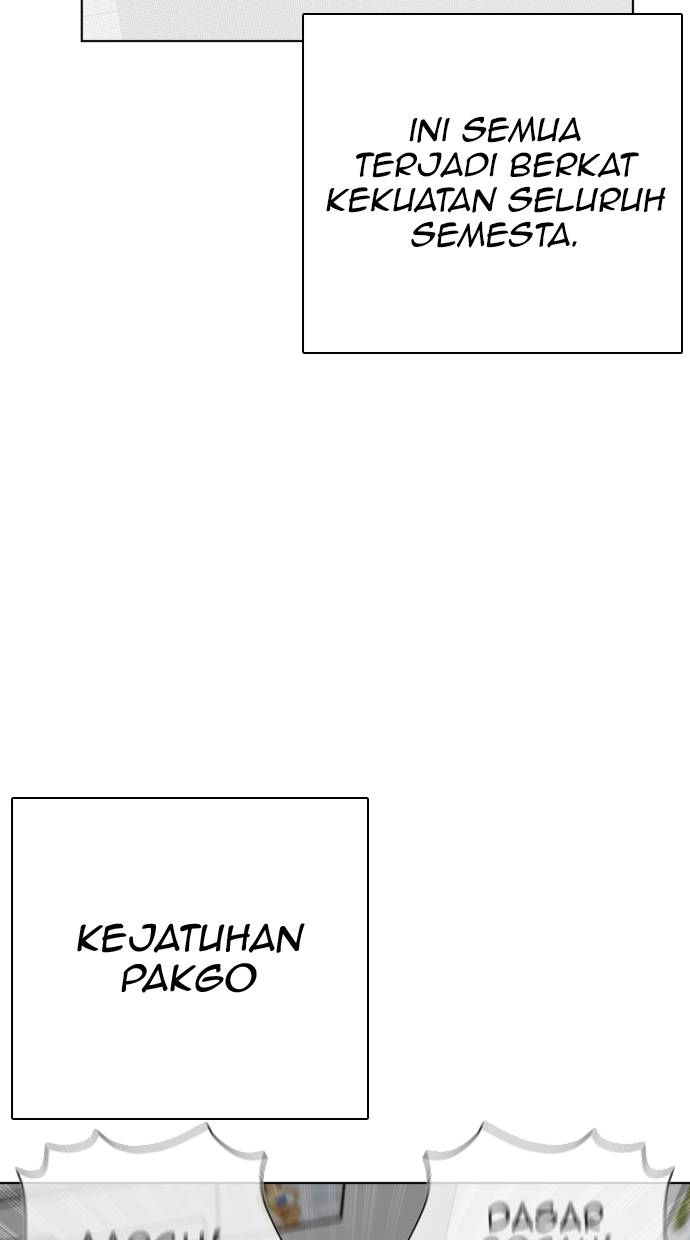 INI SEMUA
TERJADI BERKAT
KEKUATAN SELURUH
SEMESTA.
KEJATUHAN
PAKGO
DASAR